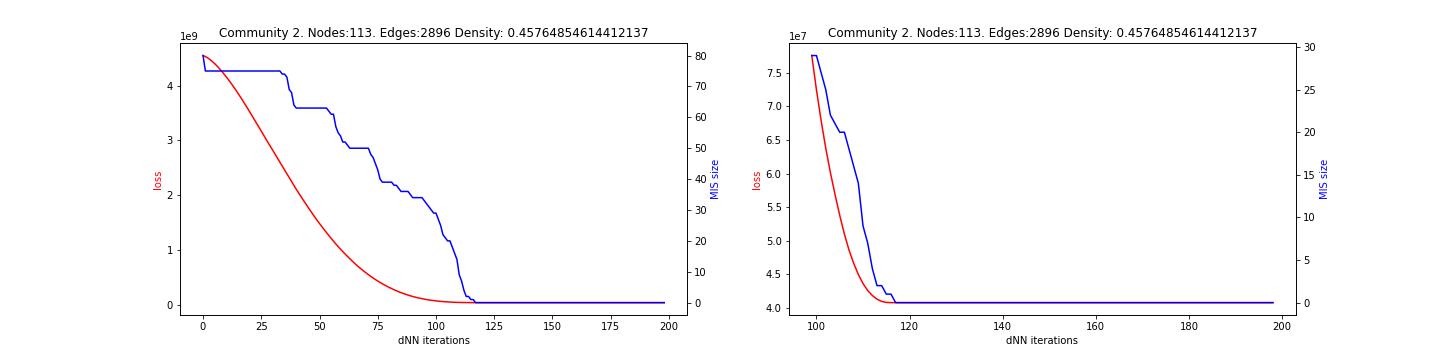 Community 2. Nodes:113. Edges:2896 Density: 0.45764854614412137
1e9
4
3
2
1
0
loss
80
70
60
50
40
30
20
10
0
MIS size
0 25 50 75 100 125 150 175 200
dNN iterations
Community 2. Nodes:113. Edges:2896 Density: 0.45764854614412137
1e7
7.5
7.0
6.5
6.0
5.5
5.0
4.5
4.0
loss
30
25
20
15
10
5
0
MIS size
100 120 140 160 180 200
dNN iterations